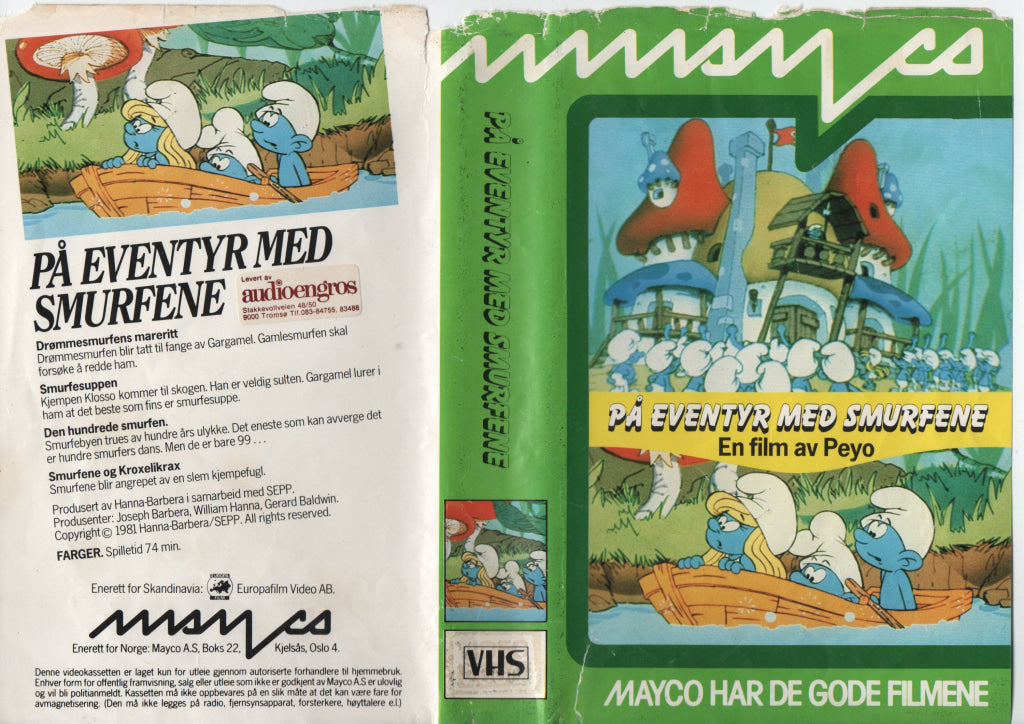 PÅ EVENTYR MED
SMURFENE
Levert av
audioengros
Stakkevollveien 48/50
9000 Tromsø Tlf.083-84755, 83488
Drømmesmurfens mareritt
Drømmesmurfen blir tatt til fange av Gargamel. Gamlesmurfen skal
forsøke å redde ham.
Smurfesuppen
Kjempen Klosso kommer til skogen. Han er veldig sulten. Gargamel lurer i
ham at det beste som fins er smurfesuppe.
Den hundrede smurfen.
Smurfebyen trues av hundre års ulykke. Det eneste som kan avverge det
er hundre smurfers dans. Men de er bare 99 ...
Smurfene og Kroxelikrax
Smurfene blir angrepet av en slem kjempefugl.
Produsert av Hanna-Barbera i samarbeid med SEPP.
Produsenter: Joseph Barbera, William Hanna, Gerard Baldwin.
Copyright © 1981 Hanna-Barbera/SEPP. All rights reserved.
FARGER. Spilletid 74 min.
Enerett for Skandinavia: EUROPA FILM Europafilm Video AB.
mayco
Enerett for Norge: Mayco A.S, Boks 22, Kjelsås, Oslo 4.
Denne videokassetten er laget kun for utleie gjennom autoriserte forhandlere til hjemmebruk.
Enhver form for offentlig framvisning, salg eller utleie som ikke er godkjent av Mayco A.S er ulovlig
og vil bli politianmeldt. Kassetten må ikke oppbevares på en slik måte at det kan være fare for
avmagnetisering. (Den må ikke legges på radio, fjernsynsapparat, forsterkere, høyttalere e.l.)
PÅ EVENTYR MED SMURFENE
VHS
mayco
PÅ EVENTYR MED SMURFENE
En film av Peyo
MAYCO HAR DE GODE FILMENE